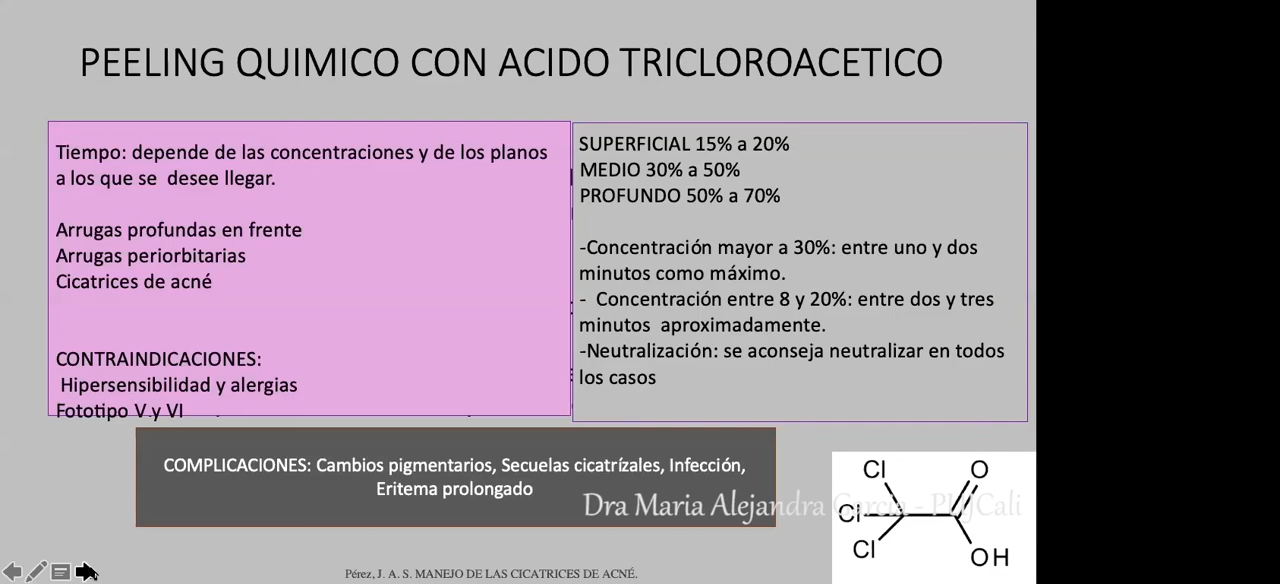 PEELING QUIMICO CON ACIDO TRICLOROACETICO
Tiempo: depende de las concentraciones y de los planos
a los que se desee llegar.
Arrugas profundas en frente
Arrugas periorbitarias
Cicatrices de acné
CONTRAINDICACIONES:
Hipersensibilidad y alergias
Fototipo V y VI
SUPERFICIAL 15% a 20%
MEDIO 30% a 50%
PROFUNDO 50% a 70%
-Concentración mayor a 30%: entre uno y dos
minutos como máximo.
- Concentración entre 8 y 20%: entre dos y tres
minutos aproximadamente.
-Neutralización: se aconseja neutralizar en todos
los casos
COMPLICACIONES: Cambios pigmentarios, Secuelas cicatrízales, Infección,
Eritema prolongado
Dra Maria Alejandra Garcia - PUJCali
Cl
O
Cl
Cl
OH
Pérez, J. A. S. MANEJO DE LAS CICATRICES DE ACNÉ.